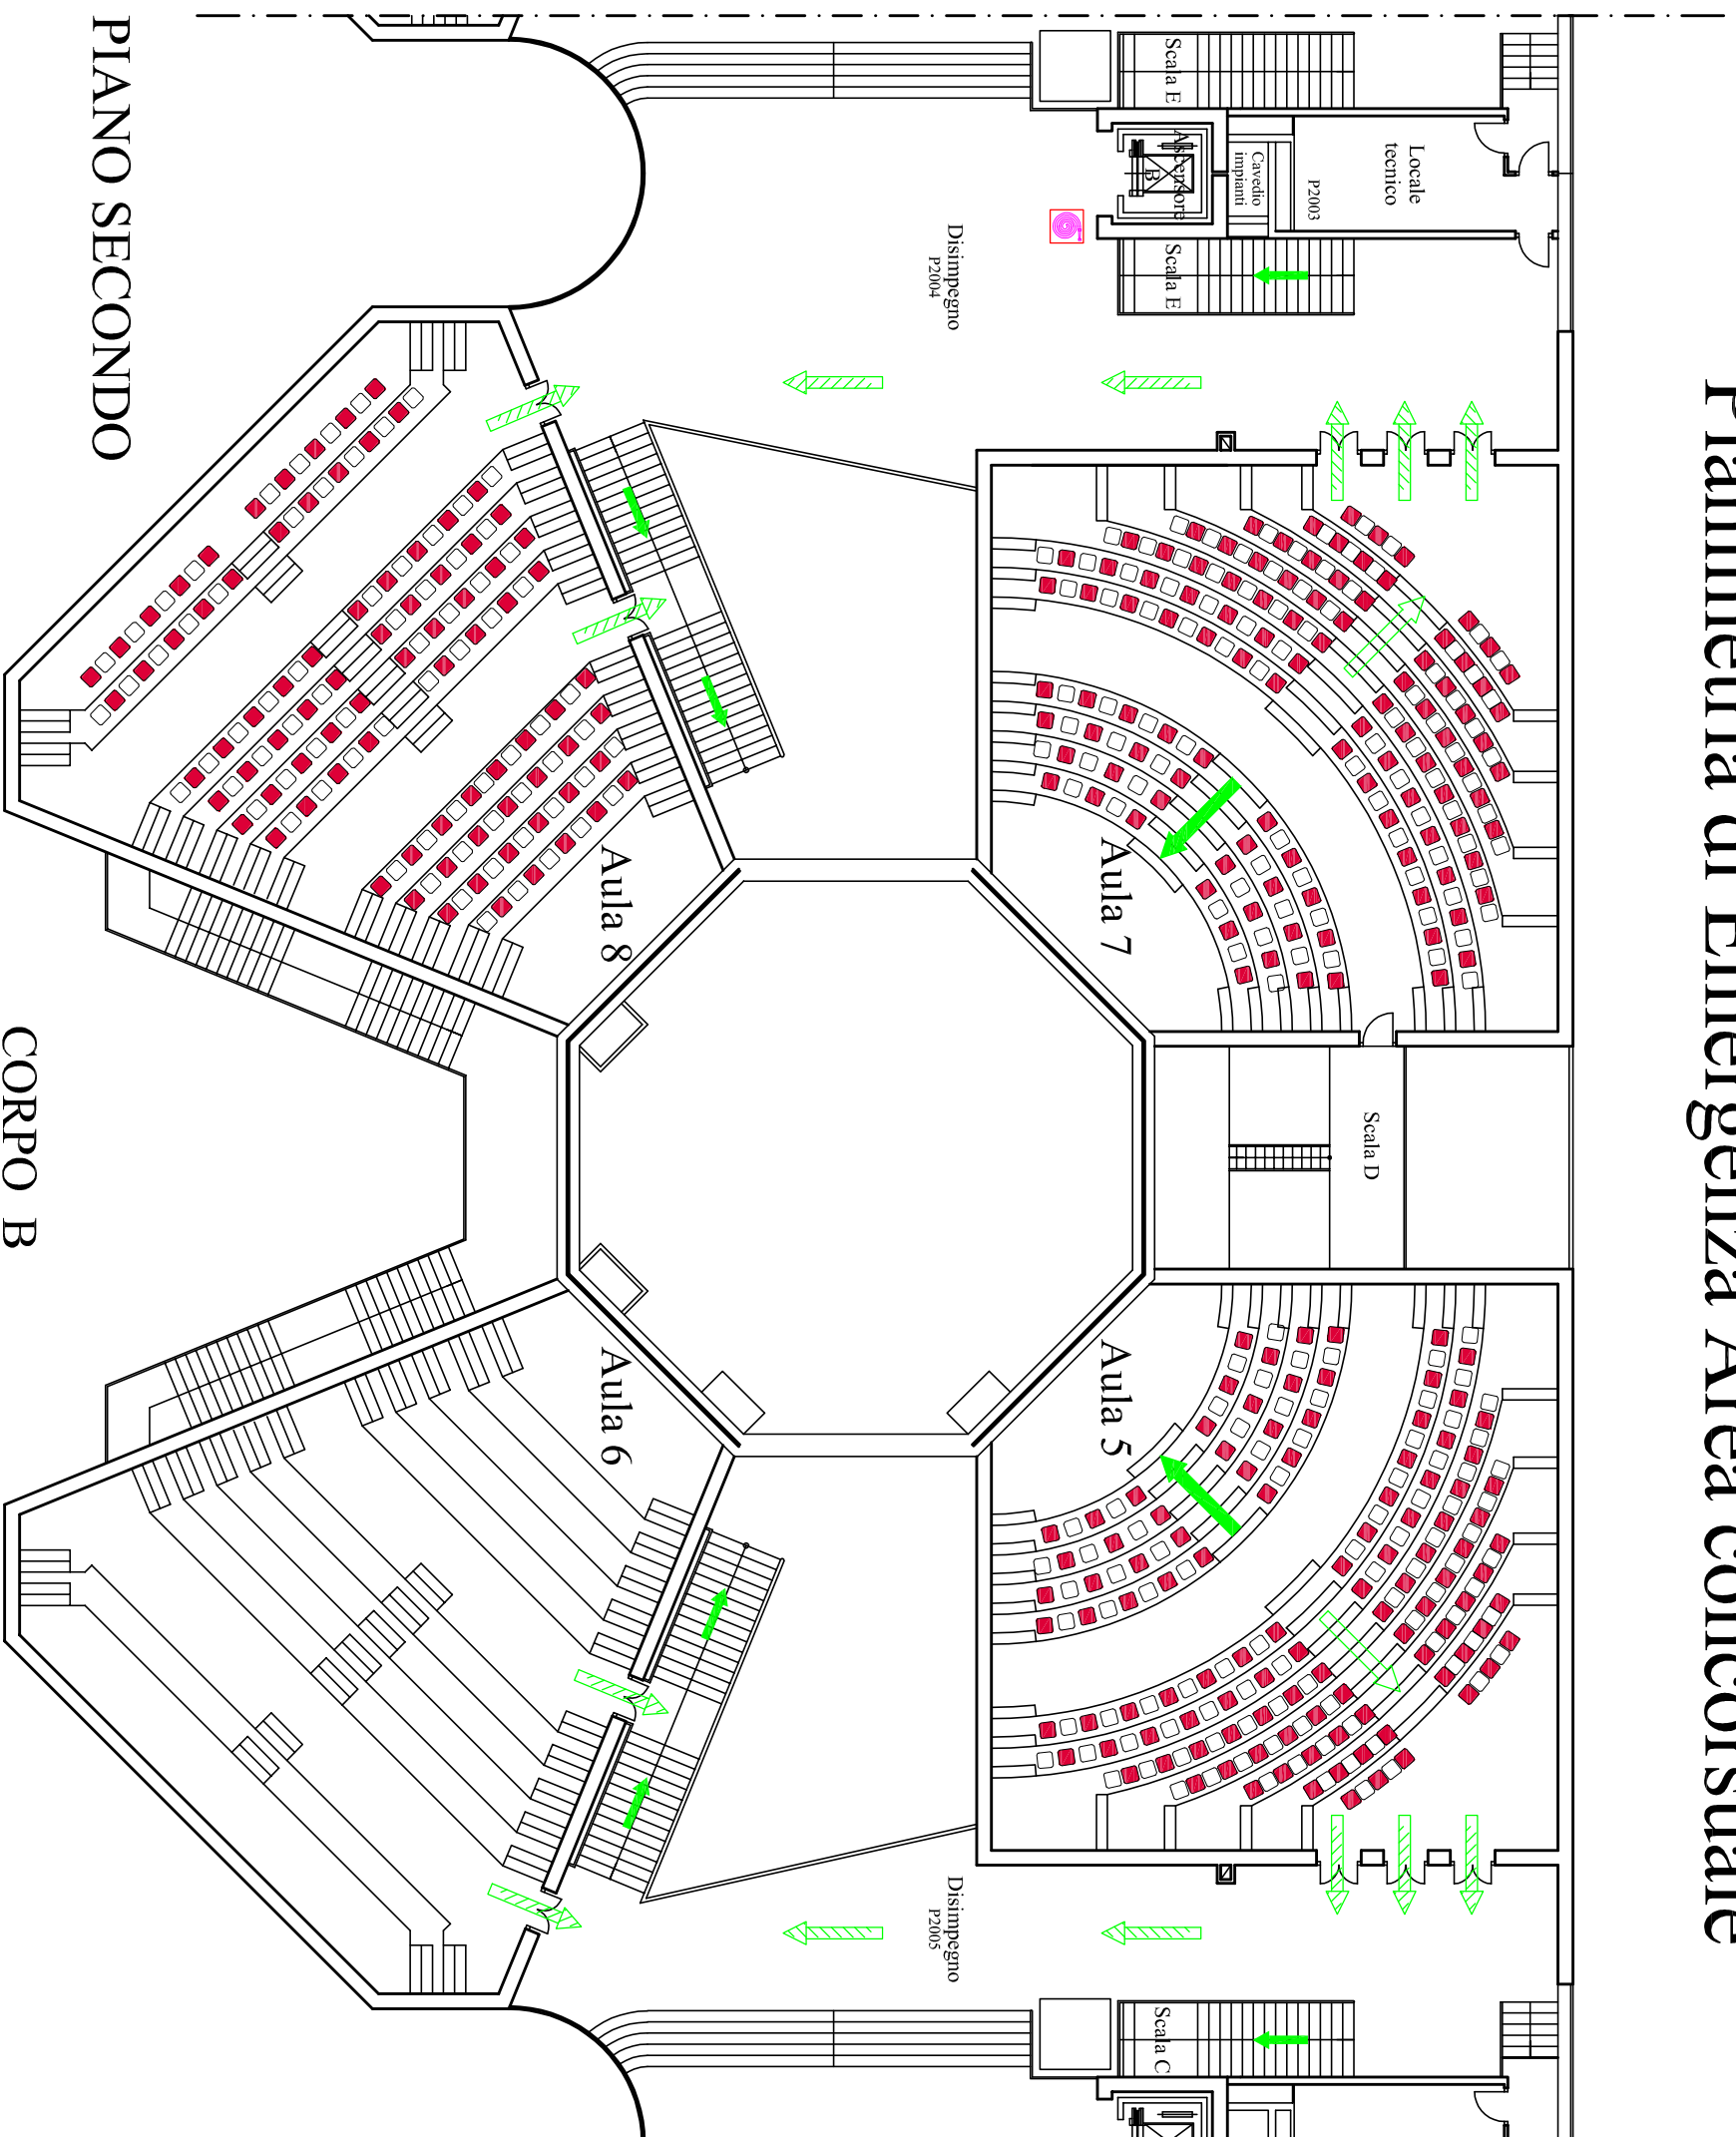 Planimetria di Emergenza Area concorsuale
Scala E
Ascensore
B
Cavedio
impianti
P2003
Locale
tecnico
Scala E
Disimpegno
P2004
Aula 7
Aula 8
Scala D
Aula 5
Aula 6
Disimpegno
P2005
Scala C
PIANO SECONDO
CORPO B